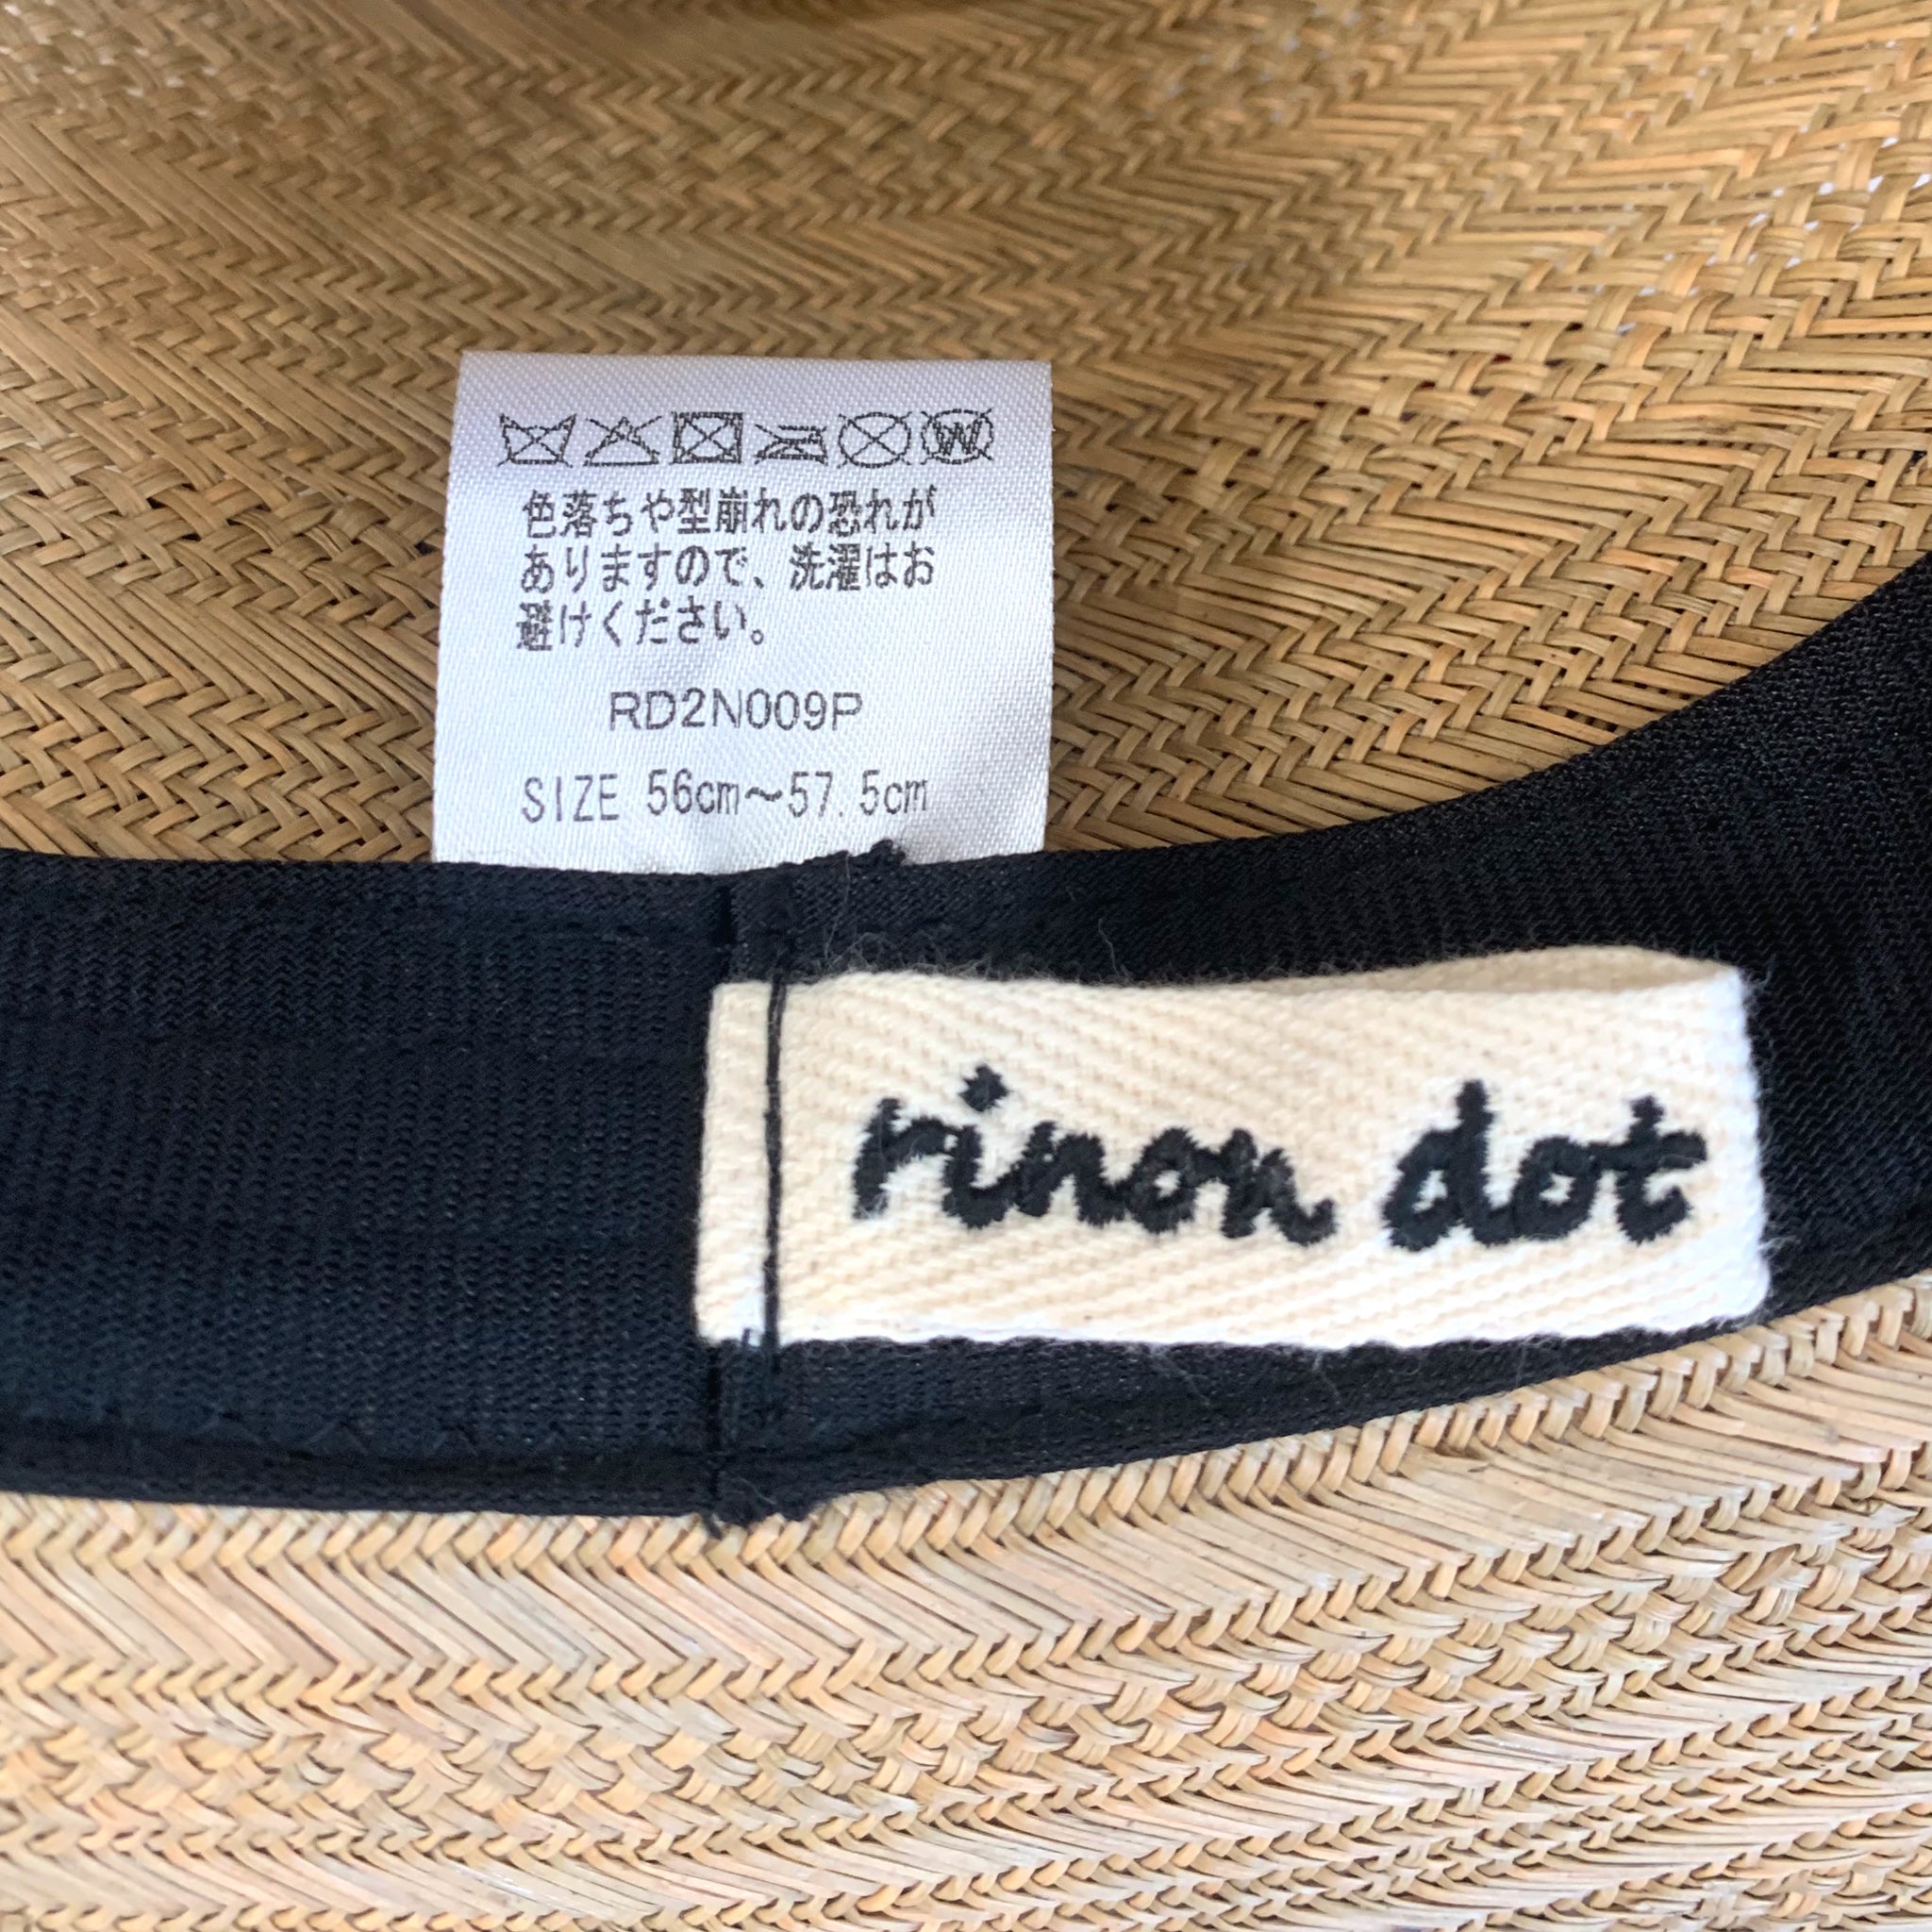 色落ちや型崩れの恐れが
ありますので、洗濯はお
避けください。
RD2N009P
SIZE 56cm～57.5cm
rinon dot